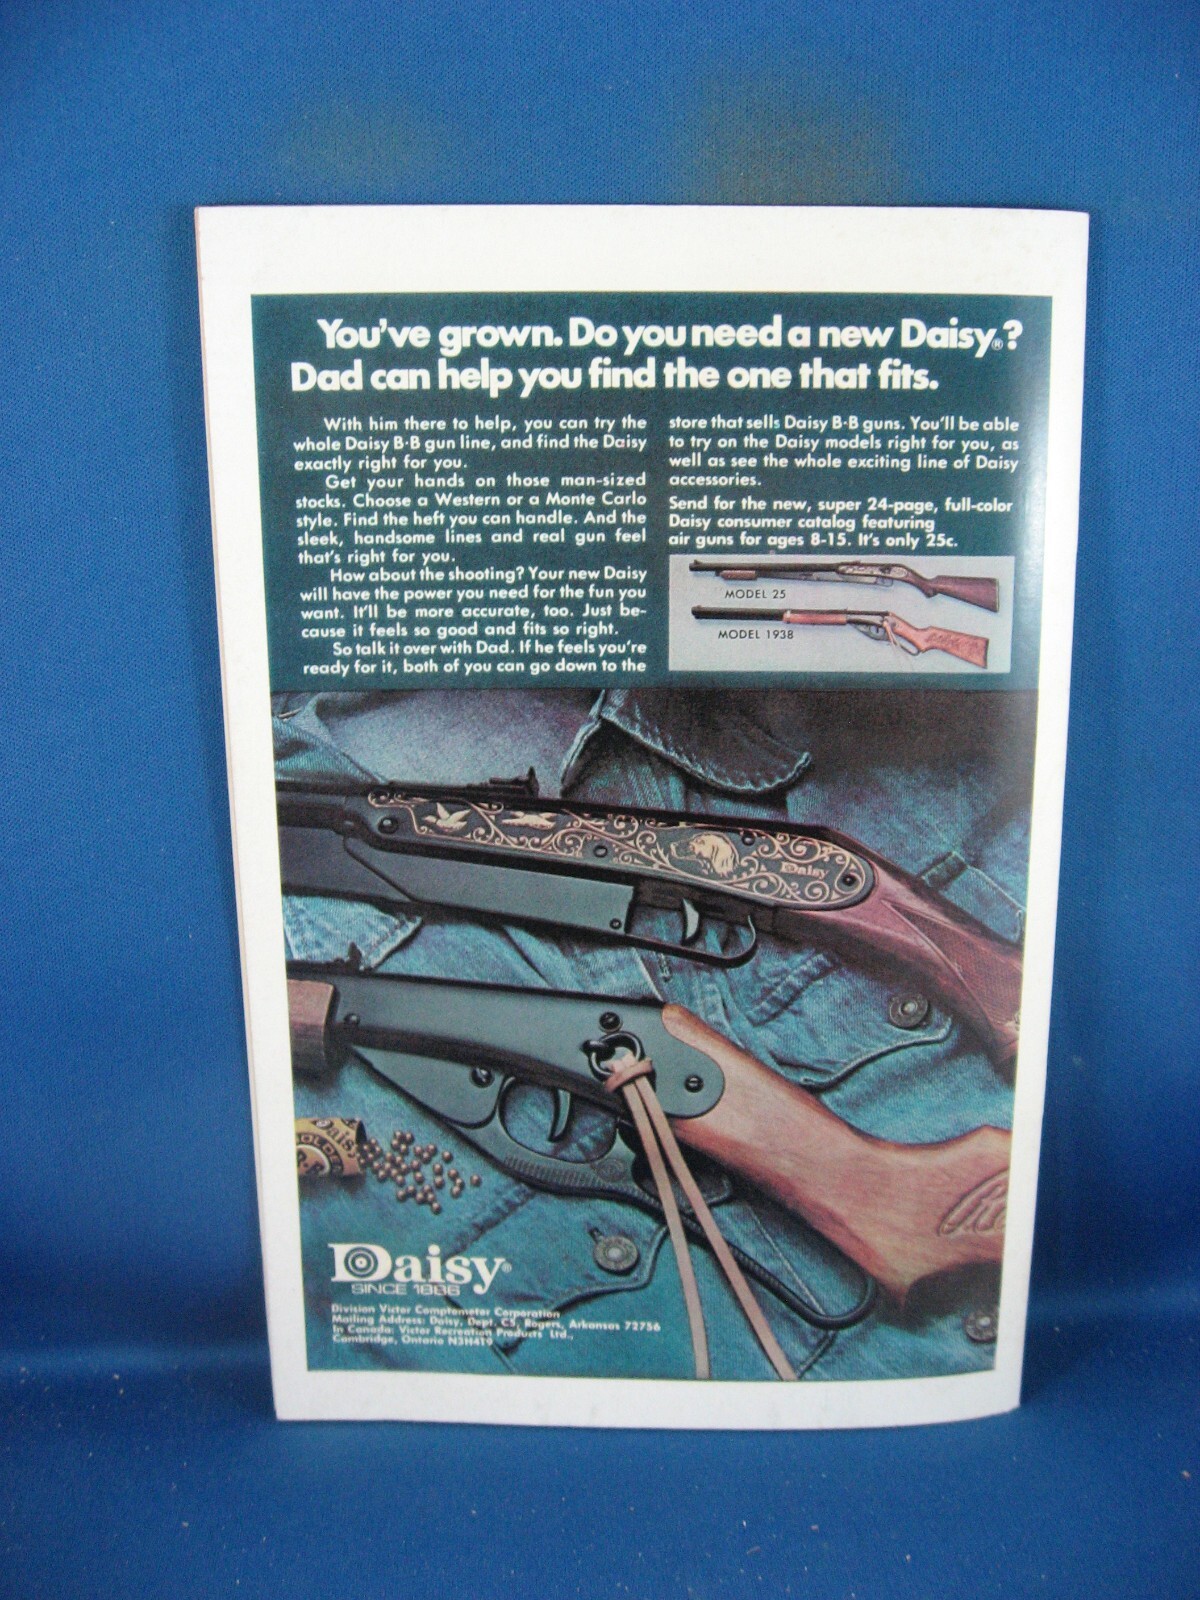 You've grown. Do you need a new Daisy®?
Dad can help you find the one that fits.
With him there to help, you can try the
whole Daisy B·B gun line, and find the Daisy
exactly right for you.
Get your hands on those man-sized
stocks. Choose a Western or a Monte Carlo
style. Find the heft you can handle. And the
sleek, handsome lines and real gun feel
that's right for you.
How about the shooting? Your new Daisy
will have the power you need for the fun you
want. It'll be more accurate, too. Just be-
cause it feels so good and fits so right.
So talk it over with Dad. If he feels you're
ready for it, both of you can go down to the
store that sells Daisy B·B guns. You'll be able
to try on the Daisy models right for you, as
well as see the whole exciting line of Daisy
accessories.
Send for the new, super 24-page, full-color
Daisy consumer catalog featuring
air guns for ages 8-15. It's only 25c.
MODEL 25
MODEL 1938
Daisy
Daisy®
SINCE 1886
Division Victor Comptometer Corporation
Mailing Address: Daisy, Dept. C5, Rogers, Arkansas 72756
In Canada: Victor Recreation Products Ltd.,
Cambridge, Ontario